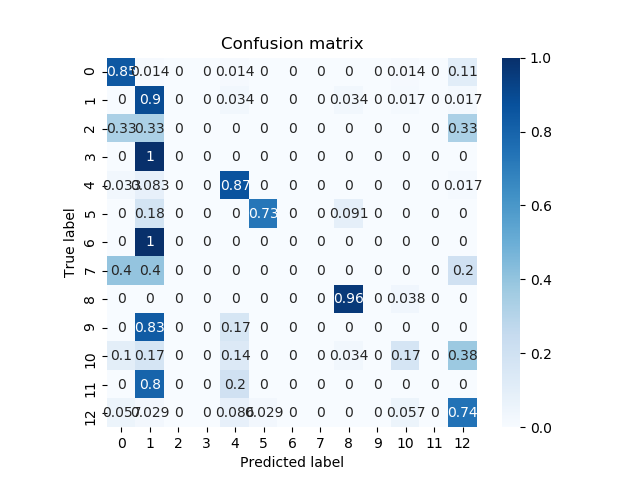 Confusion matrix
0 0.85 0.014 0 0 0.014 0 0 0 0 0 0.014 0 0.11
1 0 0.9 0 0 0.034 0 0 0 0.034 0 0.017 0 0.017
2 0.33 0.33 0 0 0 0 0 0 0 0 0 0 0.33
3 0 1 0 0 0 0 0 0 0 0 0 0 0
4 0.033 0.083 0 0 0.87 0 0 0 0 0 0 0 0.017
5 0 0.18 0 0 0 0.73 0 0 0.091 0 0 0 0
6 0 1 0 0 0 0 0 0 0 0 0 0 0
7 0.4 0.4 0 0 0 0 0 0 0 0 0 0 0.2
8 0 0 0 0 0 0 0 0 0.96 0 0.038 0 0
9 0 0.83 0 0 0.17 0 0 0 0 0 0 0 0
10 0.1 0.17 0 0 0.14 0 0 0 0.034 0 0.17 0 0.38
11 0 0.8 0 0 0.2 0 0 0 0 0 0 0 0
12 0.057 0.029 0 0 0.086 0.029 0 0 0 0 0.057 0 0.74
0 1 2 3 4 5 6 7 8 9 10 11 12
Predicted label
True label
1.0
0.8
0.6
0.4
0.2
0.0